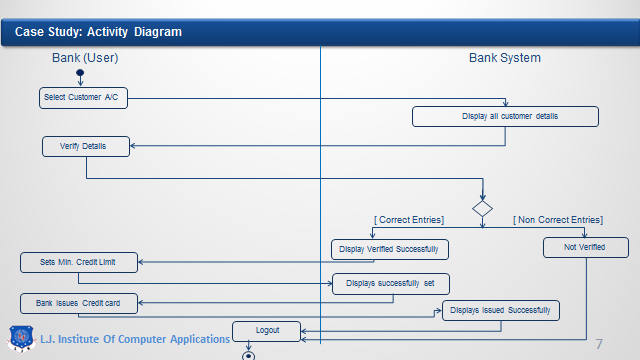 Case Study: Activity Diagram
Bank (User)
Bank System
Select Customer A/C
Display all customer details
Verify Details
[ Correct Entries]
[ Non Correct Entries]
Display Verified Successfully
Not Verified
Sets Min. Credit Limit
Displays successfully set
Bank Issues Credit card
Displays Issued Successfully
Logout
L.J. Institute Of Computer Applications
7